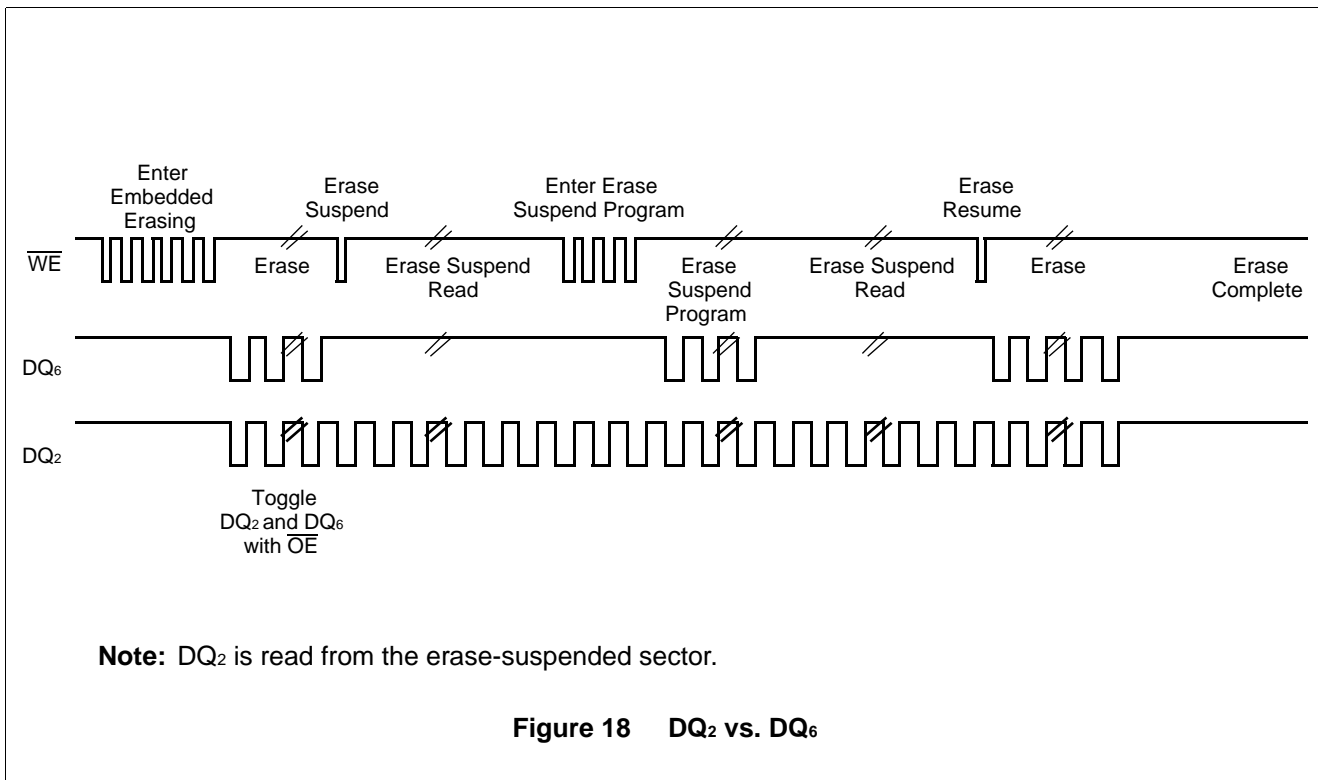 Enter
Embedded
Erasing
Erase
Suspend
Enter Erase
Suspend Program
Erase
Resume
WE
Erase
Erase Suspend
Read
Erase
Suspend
Program
Erase Suspend
Read
Erase
Erase
Complete
DQ6
DQ2
Toggle
DQ2 and DQ6
with OE
Note: DQ2 is read from the erase-suspended sector.
Figure 18 DQ2 vs. DQ6